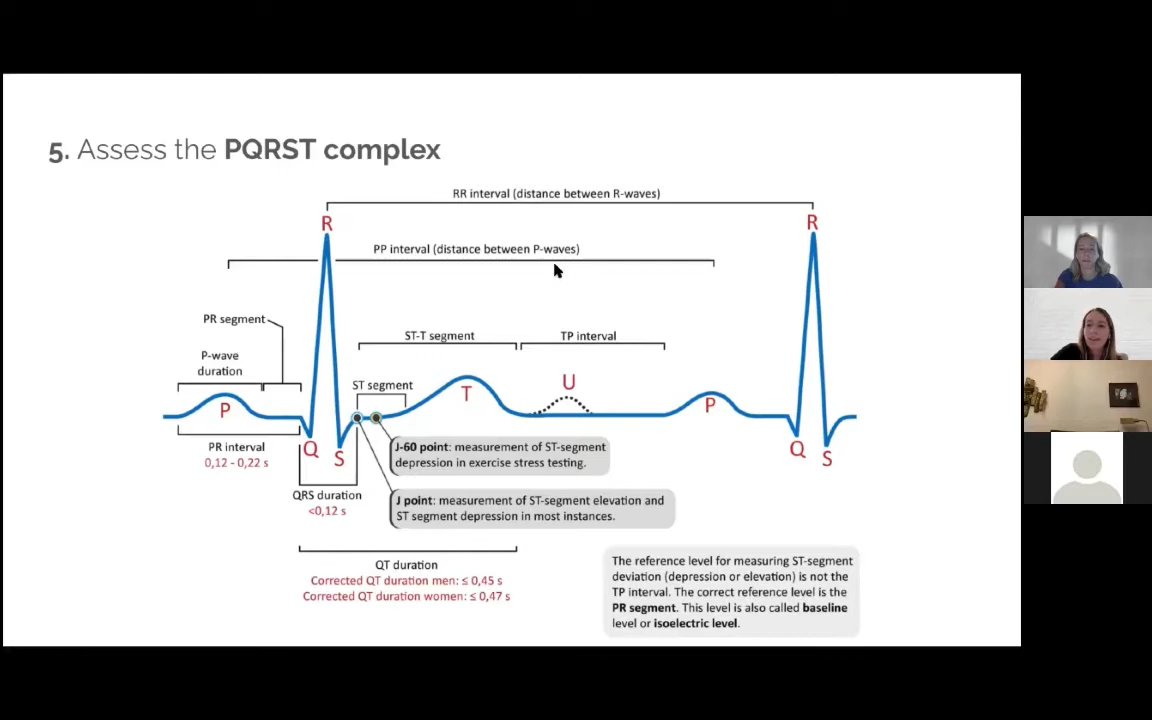 5. Assess the PQRST complex
RR interval (distance between R-waves)
R
R
PP interval (distance between P-waves)
PR segment
P-wave
duration
ST-T segment
TP interval
ST segment
P
T
U
P
PR interval
0,12 - 0,22 s
Q
S
Q
S
J-60 point: measurement of ST-segment
depression in exercise stress testing.
QRS duration
<0,12 s
J point: measurement of ST-segment elevation and
ST segment depression in most instances.
QT duration
Corrected QT duration men: ≤ 0,45 s
Corrected QT duration women: ≤ 0,47 s
The reference level for measuring ST-segment
deviation (depression or elevation) is not the
TP interval. The correct reference level is the
PR segment. This level is also called baseline
level or isoelectric level.